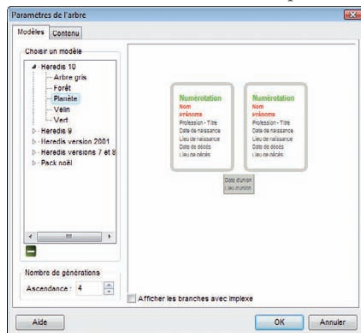 Paramètres de l'arbre
Modèles
Contenu
Choisir un modèle
Heredis 10
Arbre gris
Forêt
Planète
Vélin
Vert
Heredis 9
Heredis version 2001
Heredis versions 7 et 8
Pack noël
Nombre de générations
Ascendance : 4
Numérotation
Nom
Prénoms
Profession - Titre
Date de naissance
Lieu de naissance
Date de décès
Lieu de décès
Numérotation
Nom
Prénoms
Profession - Titre
Date de naissance
Lieu de naissance
Date de décès
Lieu de décès
Date d'union
Lieu d'union
Afficher les branches avec implexe
Aide
OK
Annuler